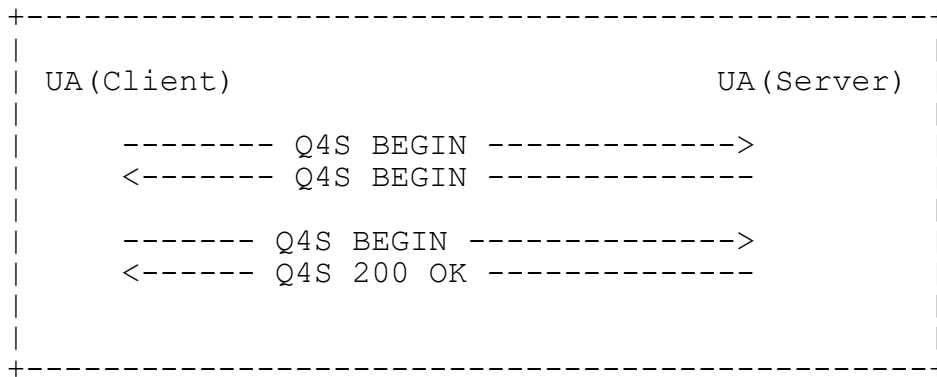 +------------------------------------------------
|                                               |
| UA(Client)                         UA(Server) |
|                                               |
|     -------- Q4S BEGIN ------------->         |
|     <------- Q4S BEGIN --------------         |
|                                               |
|     ------- Q4S BEGIN -------------->         |
|     <------ Q4S 200 OK --------------         |
|                                               |
|                                               |
+------------------------------------------------